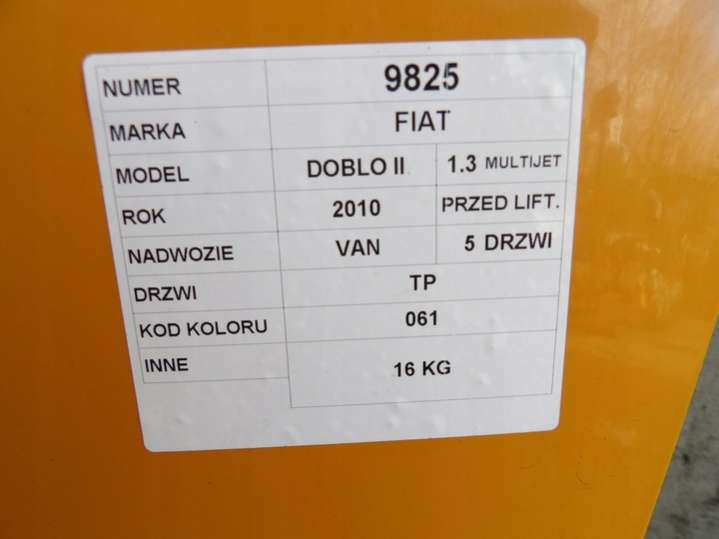 NUMER 9825
MARKA FIAT
MODEL DOBLO II 1.3 MULTIJET
ROK 2010 PRZED LIFT.
NADWOZIE VAN 5 DRZWI
DRZWI TP
KOD KOLORU 061
INNE 16 KG